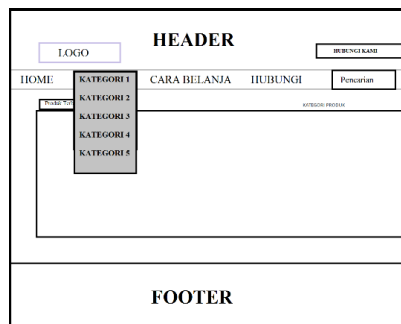 HEADER
LOGO
HUBUNGI KAMI
HOME
KATEGORI 1
CARA BELANJA
HUBUNGI
Pencarian
KATEGORI 2
Produk
KATEGORI PRODUK
KATEGORI 3
KATEGORI 4
KATEGORI 5
FOOTER